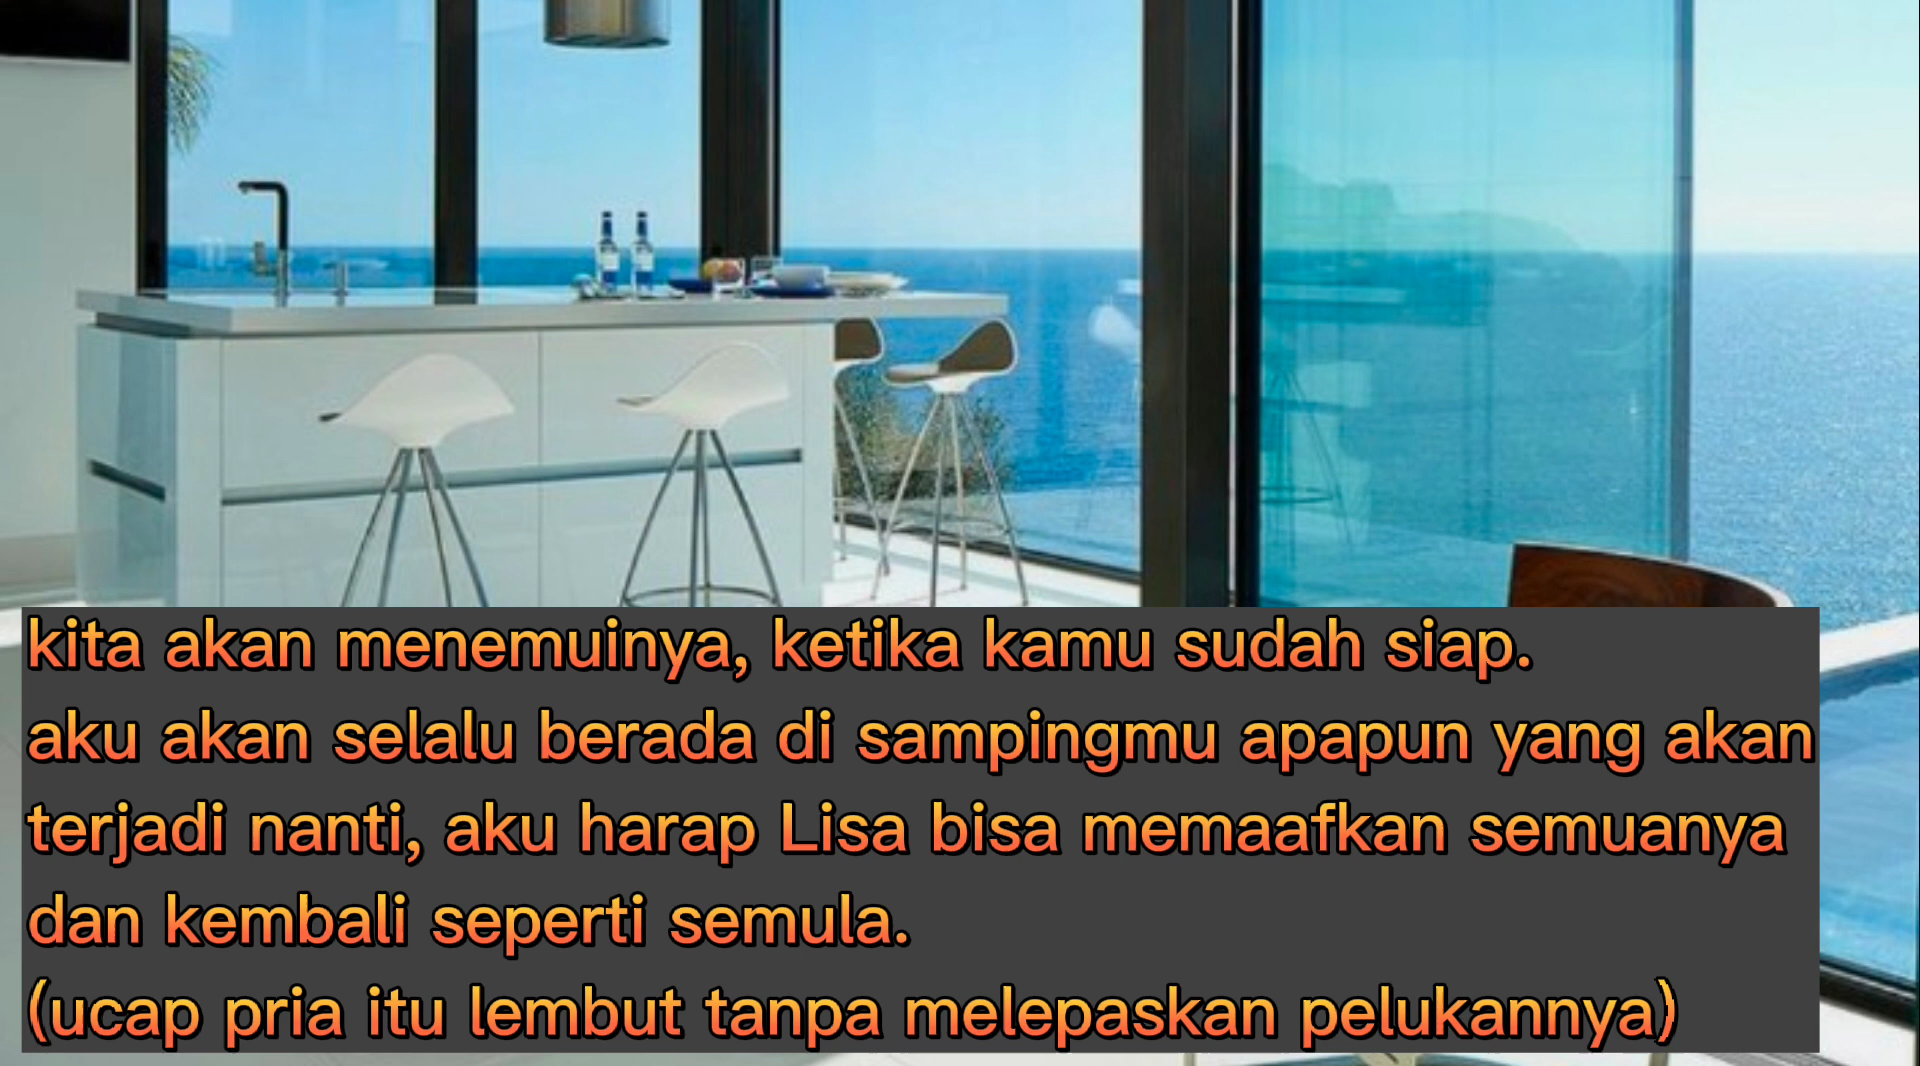 kita akan menemuinya, ketika kamu sudah siap.
aku akan selalu berada di sampingmu apapun yang akan
terjadi nanti, aku harap Lisa bisa memaafkan semuanya
dan kembali seperti semula.
(ucap pria itu lembut tanpa melepaskan pelukannya)